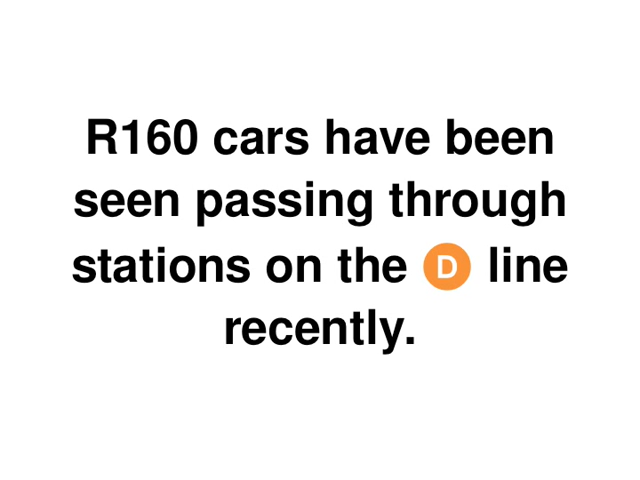 R160 cars have been
seen passing through
stations on the D line
recently.